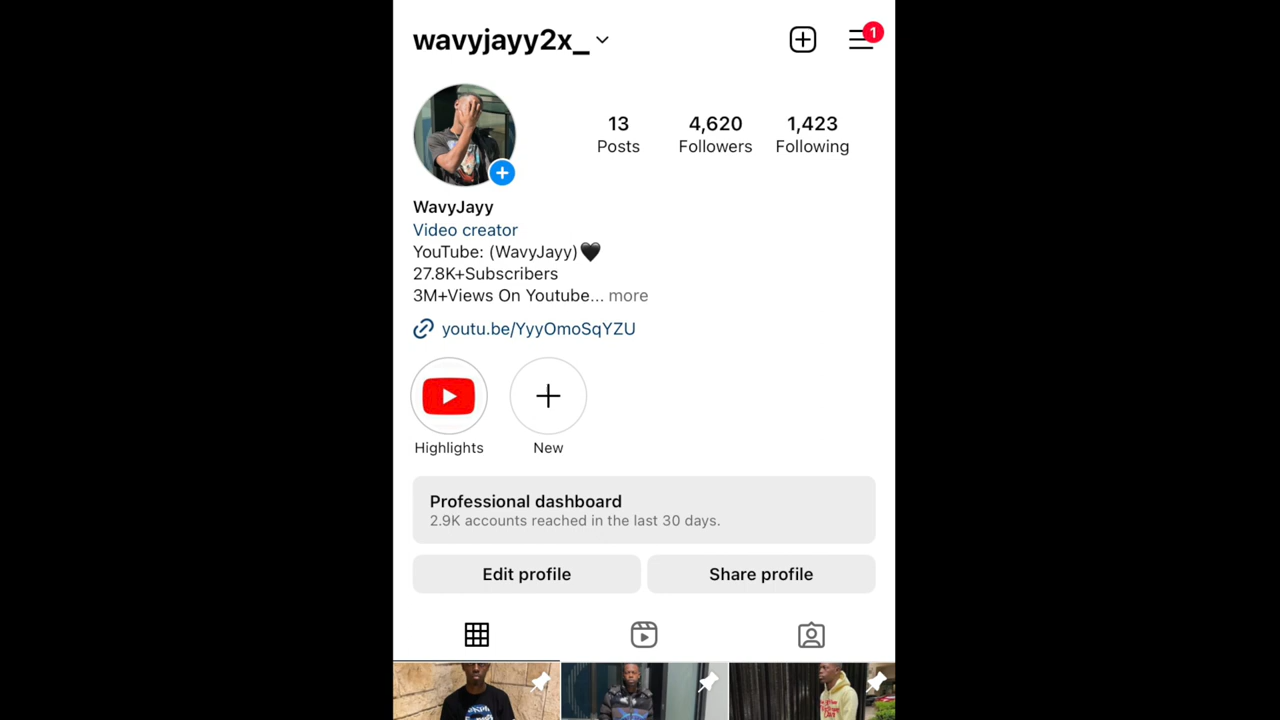 wavyjayy2x_
1
13 4,620 1,423
Posts Followers Following
WavyJayy
Video creator
YouTube: (WavyJayy)🖤
27.8K+Subscribers
3M+Views On Youtube... more
youtu.be/YyyOmoSqYZU
Highlights New
Professional dashboard
2.9K accounts reached in the last 30 days.
Edit profile Share profile